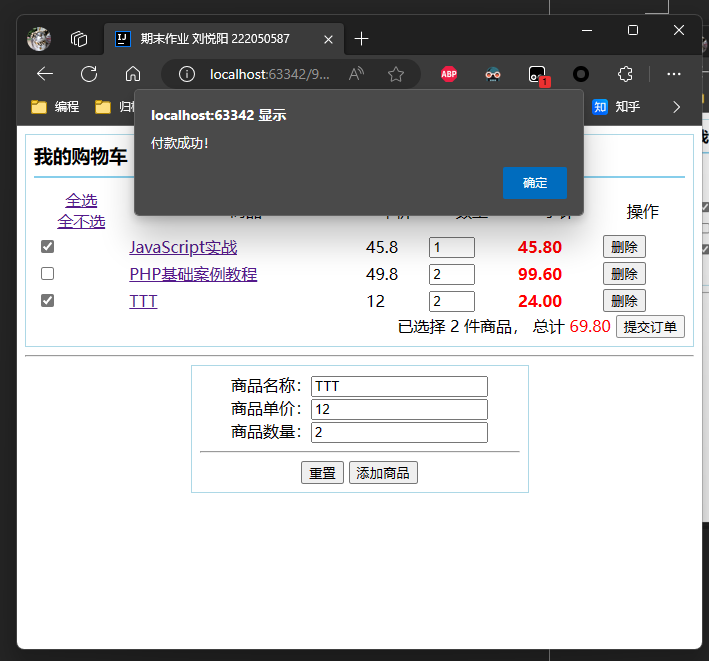 期末作业 刘悦阳 222050587
localhost:63342/9...
ABP
1
编程
归
知 知乎
localhost:63342 显示
付款成功！
确定
我的购物车
全选
全不选
操作
JavaScript实战 45.8 1 45.80 删除
PHP基础案例教程 49.8 2 99.60 删除
TTT 12 2 24.00 删除
已选择 2 件商品， 总计 69.80 提交订单
商品名称： TTT
商品单价： 12
商品数量： 2
重置 添加商品